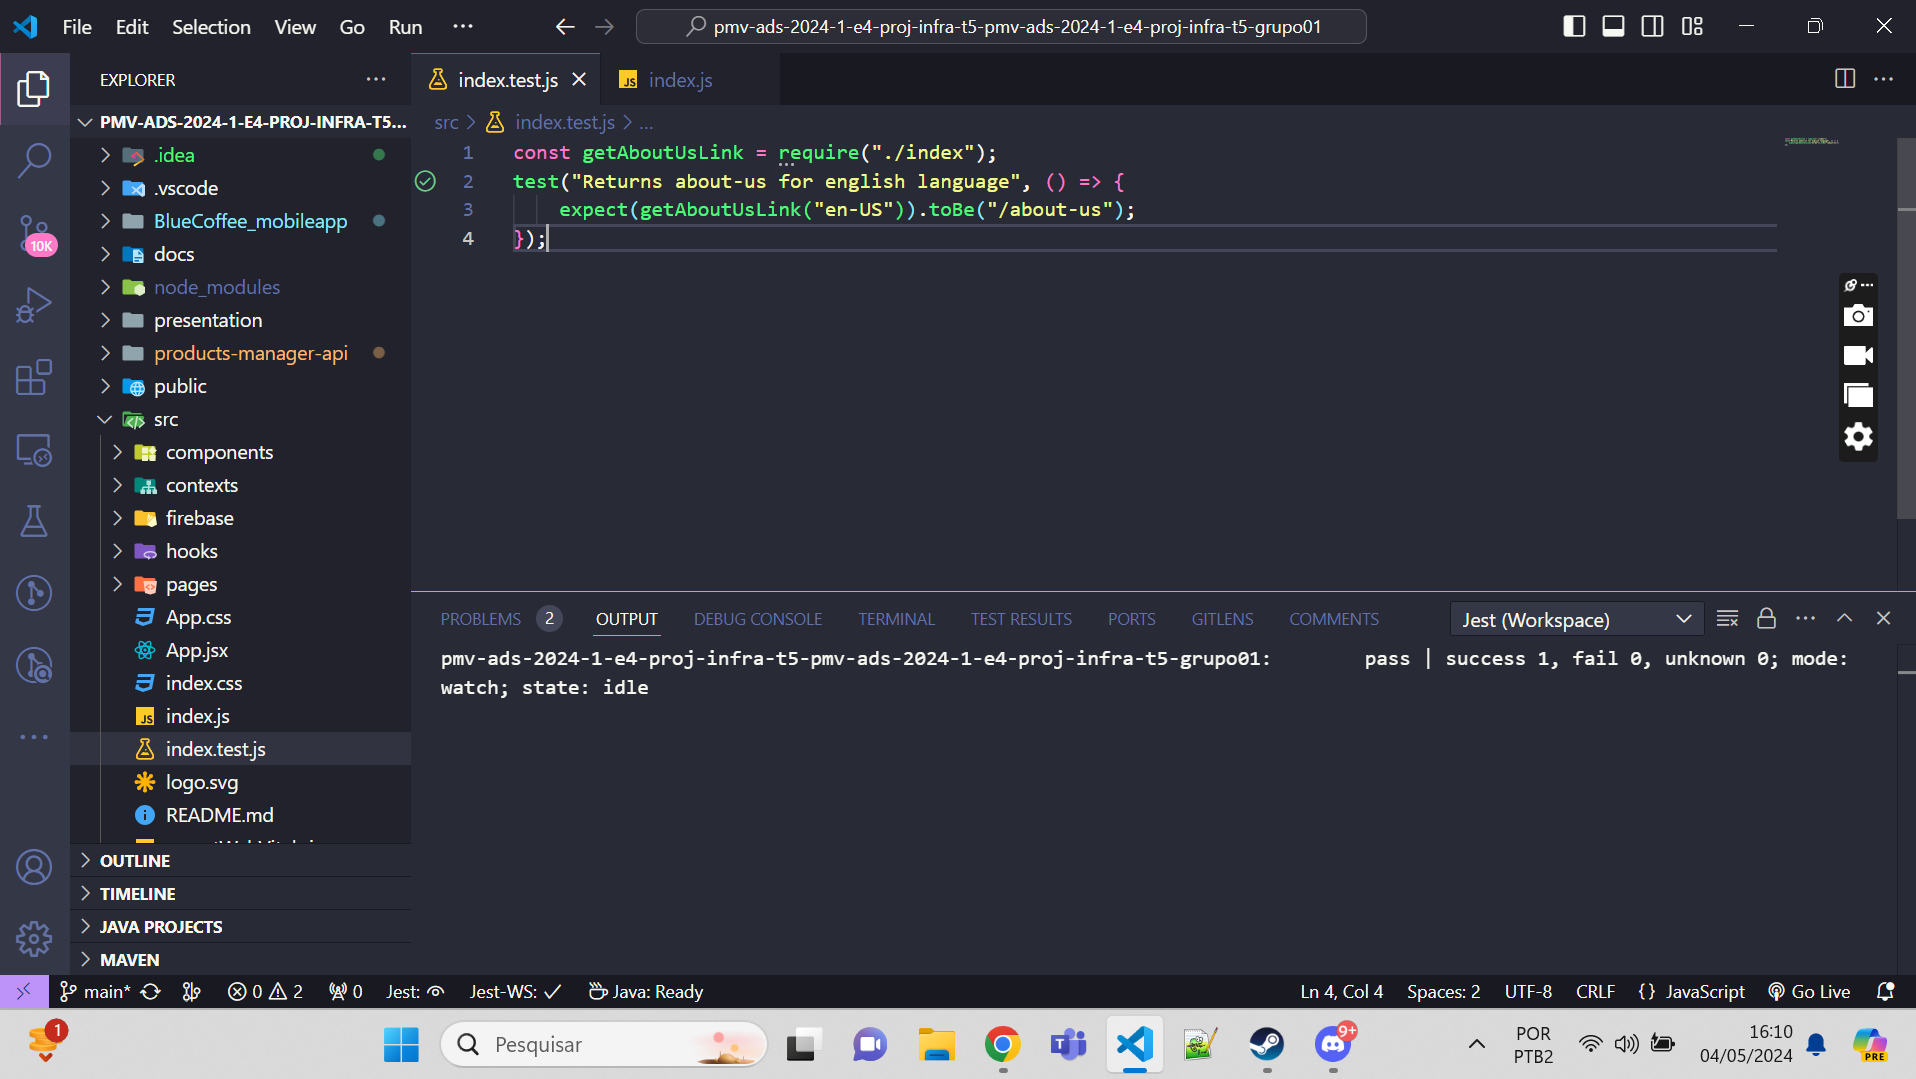 File Edit Selection View Go Run ··· pmv-ads-2024-1-e4-proj-infra-t5-pmv-ads-2024-1-e4-proj-infra-t5-grupo01
EXPLORER
PMV-ADS-2024-1-E4-PROJ-INFRA-T5...
.idea
.vscode
BlueCoffee_mobileapp
docs
node_modules
presentation
products-manager-api
public
src
components
contexts
firebase
hooks
pages
App.css
App.jsx
index.css
index.js
index.test.js
logo.svg
README.md
OUTLINE
TIMELINE
JAVA PROJECTS
MAVEN
10K
index.test.js index.js
src > index.test.js > ...
1 const getAboutUsLink = require("./index");
2 test("Returns about-us for english language", () => {
3 expect(getAboutUsLink("en-US")).toBe("/about-us");
4 });
PROBLEMS 2 OUTPUT DEBUG CONSOLE TERMINAL TEST RESULTS PORTS GITLENS COMMENTS Jest (Workspace)
pmv-ads-2024-1-e4-proj-infra-t5-pmv-ads-2024-1-e4-proj-infra-t5-grupo01: pass | success 1, fail 0, unknown 0; mode:
watch; state: idle
main* 0 2 0 Jest: Jest-WS: Java: Ready Ln 4, Col 4 Spaces: 2 UTF-8 CRLF {} JavaScript Go Live
1 Pesquisar 9+ POR 16:10
PTB2 04/05/2024 PRE